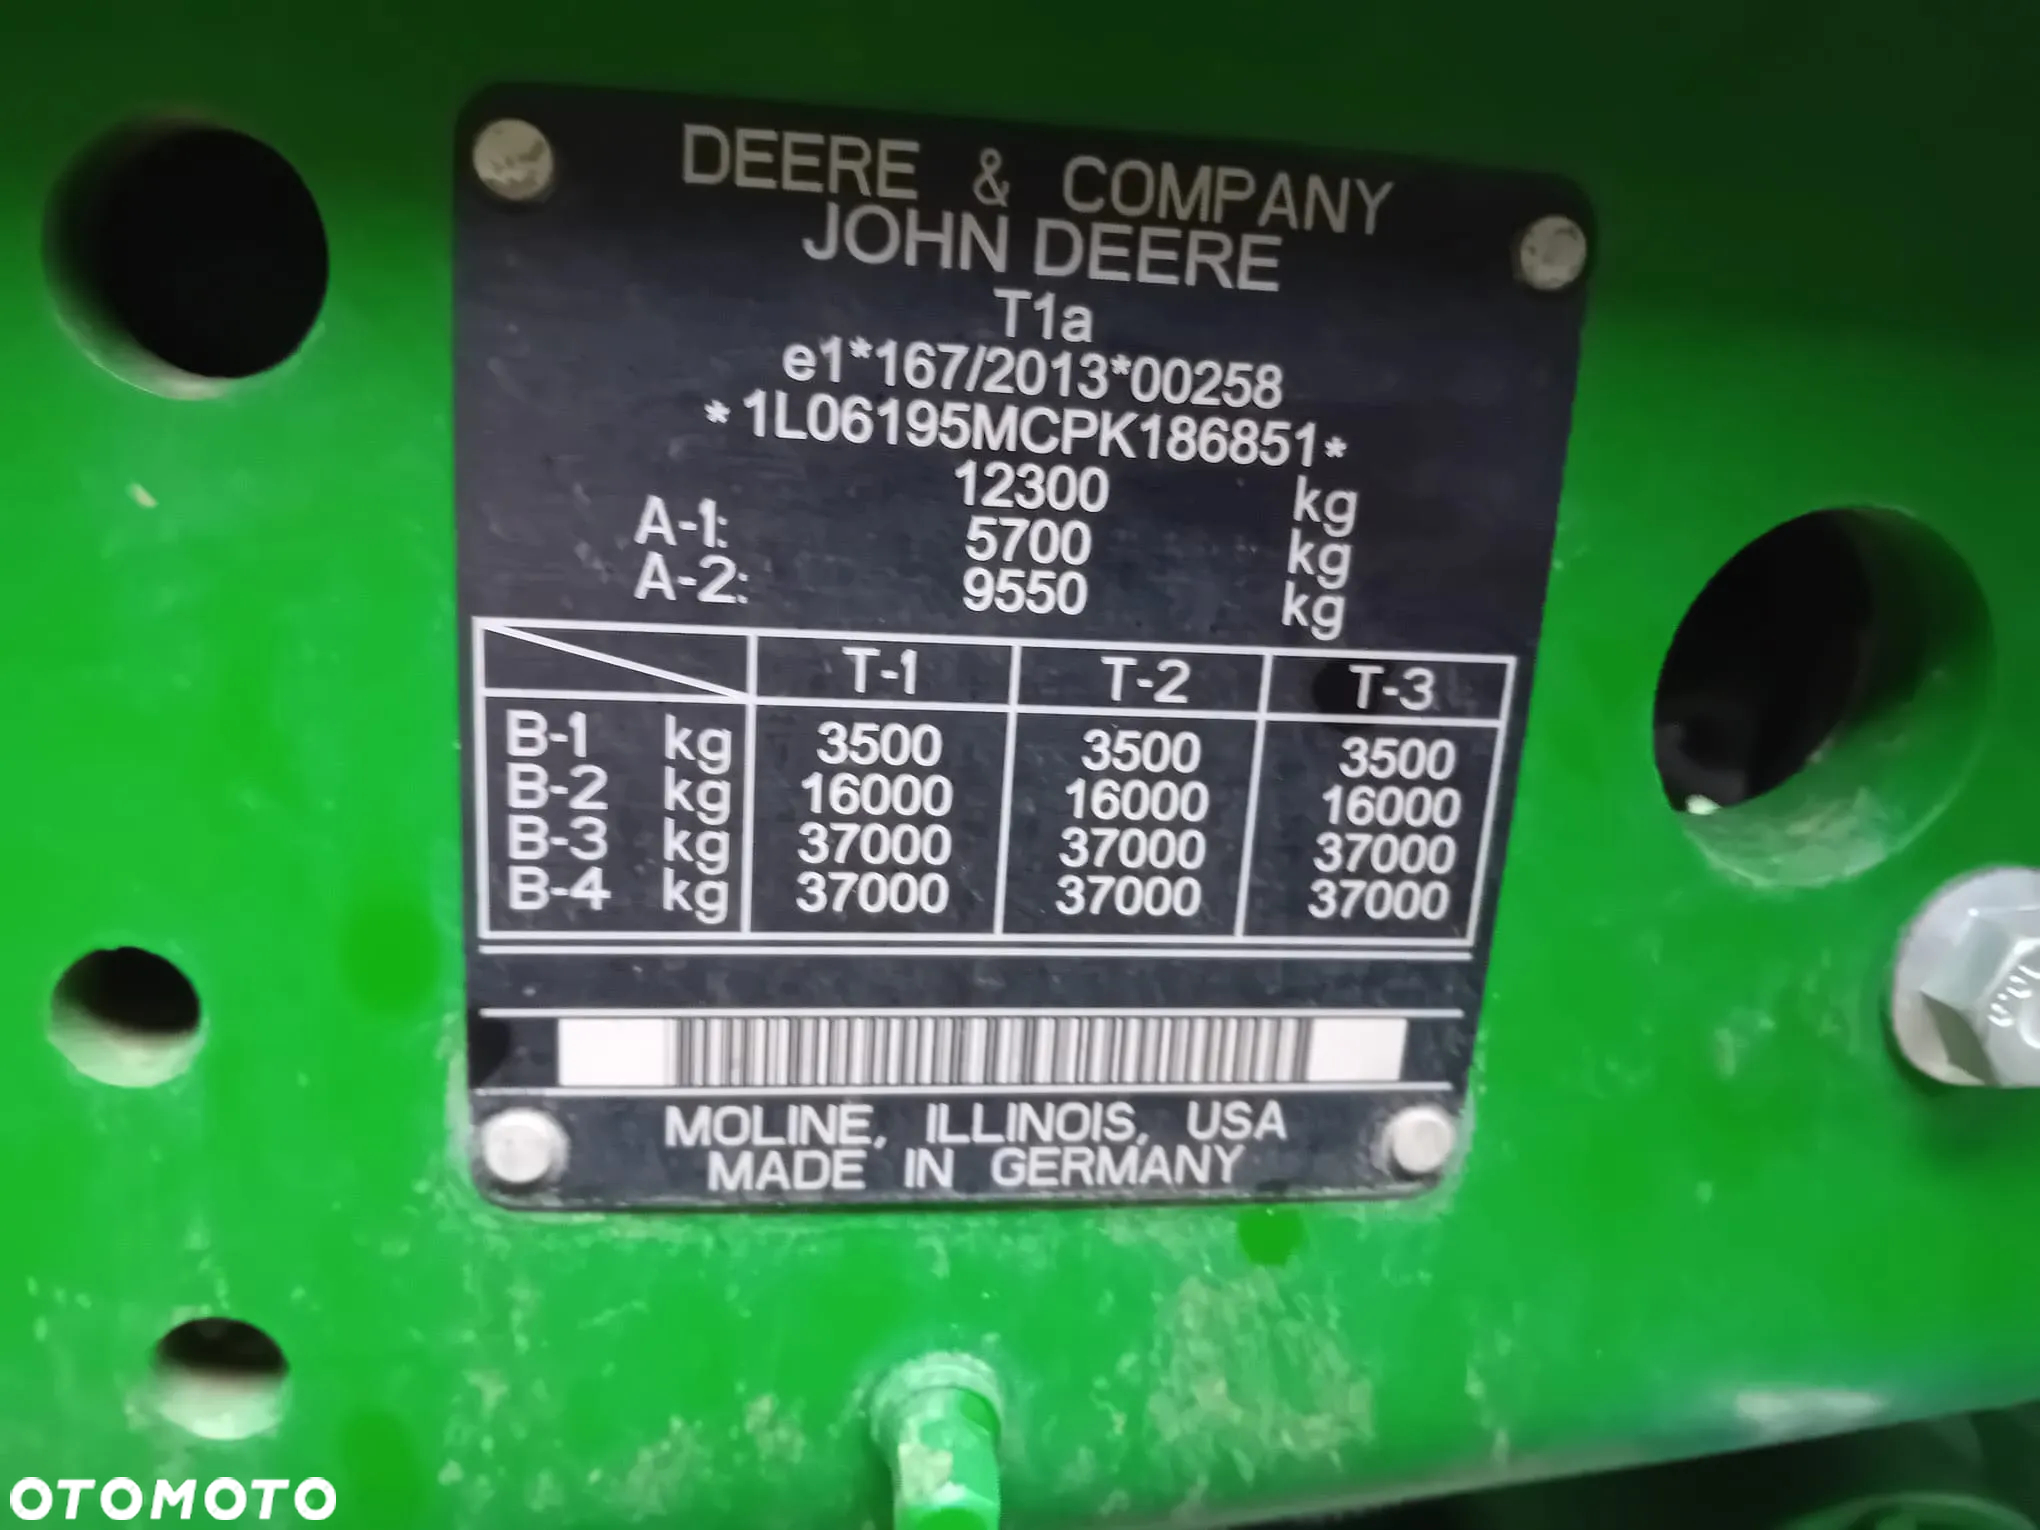 DEERE & COMPANY
JOHN DEERE
T1a
e1*167/2013*00258
*1L06195MCPK186851*
12300 kg
A-1: 5700 kg
A-2: 9550 kg
T-1 T-2 T-3
B-1 kg 3500 3500 3500
B-2 kg 16000 16000 16000
B-3 kg 37000 37000 37000
B-4 kg 37000 37000 37000
MOLINE, ILLINOIS, USA
MADE IN GERMANY
OTOMOTO